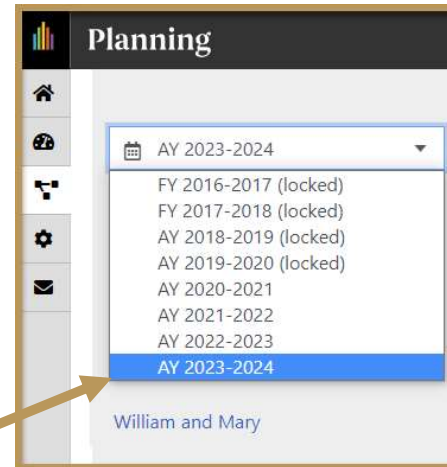 Planning
AY 2023-2024
FY 2016-2017 (locked)
FY 2017-2018 (locked)
AY 2018-2019 (locked)
AY 2019-2020 (locked)
AY 2020-2021
AY 2021-2022
AY 2022-2023
AY 2023-2024
William and Mary